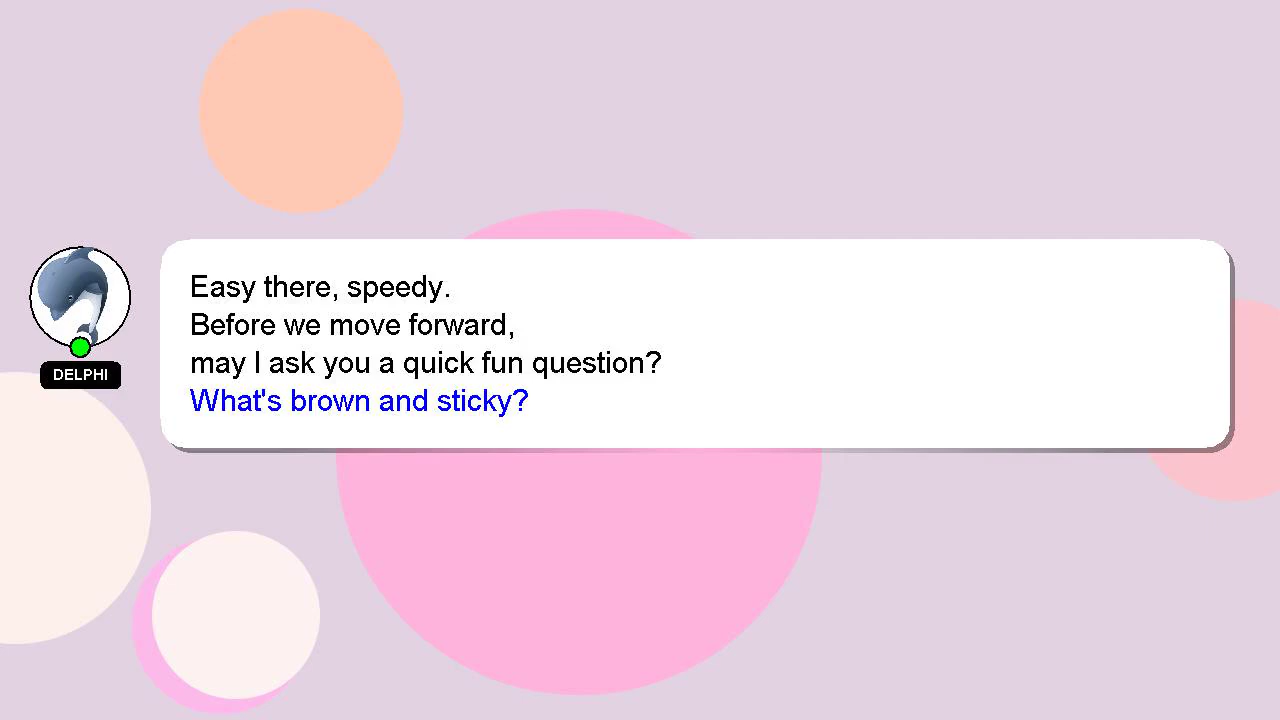 Easy there, speedy.
Before we move forward,
may I ask you a quick fun question?
What's brown and sticky?
DELPHI